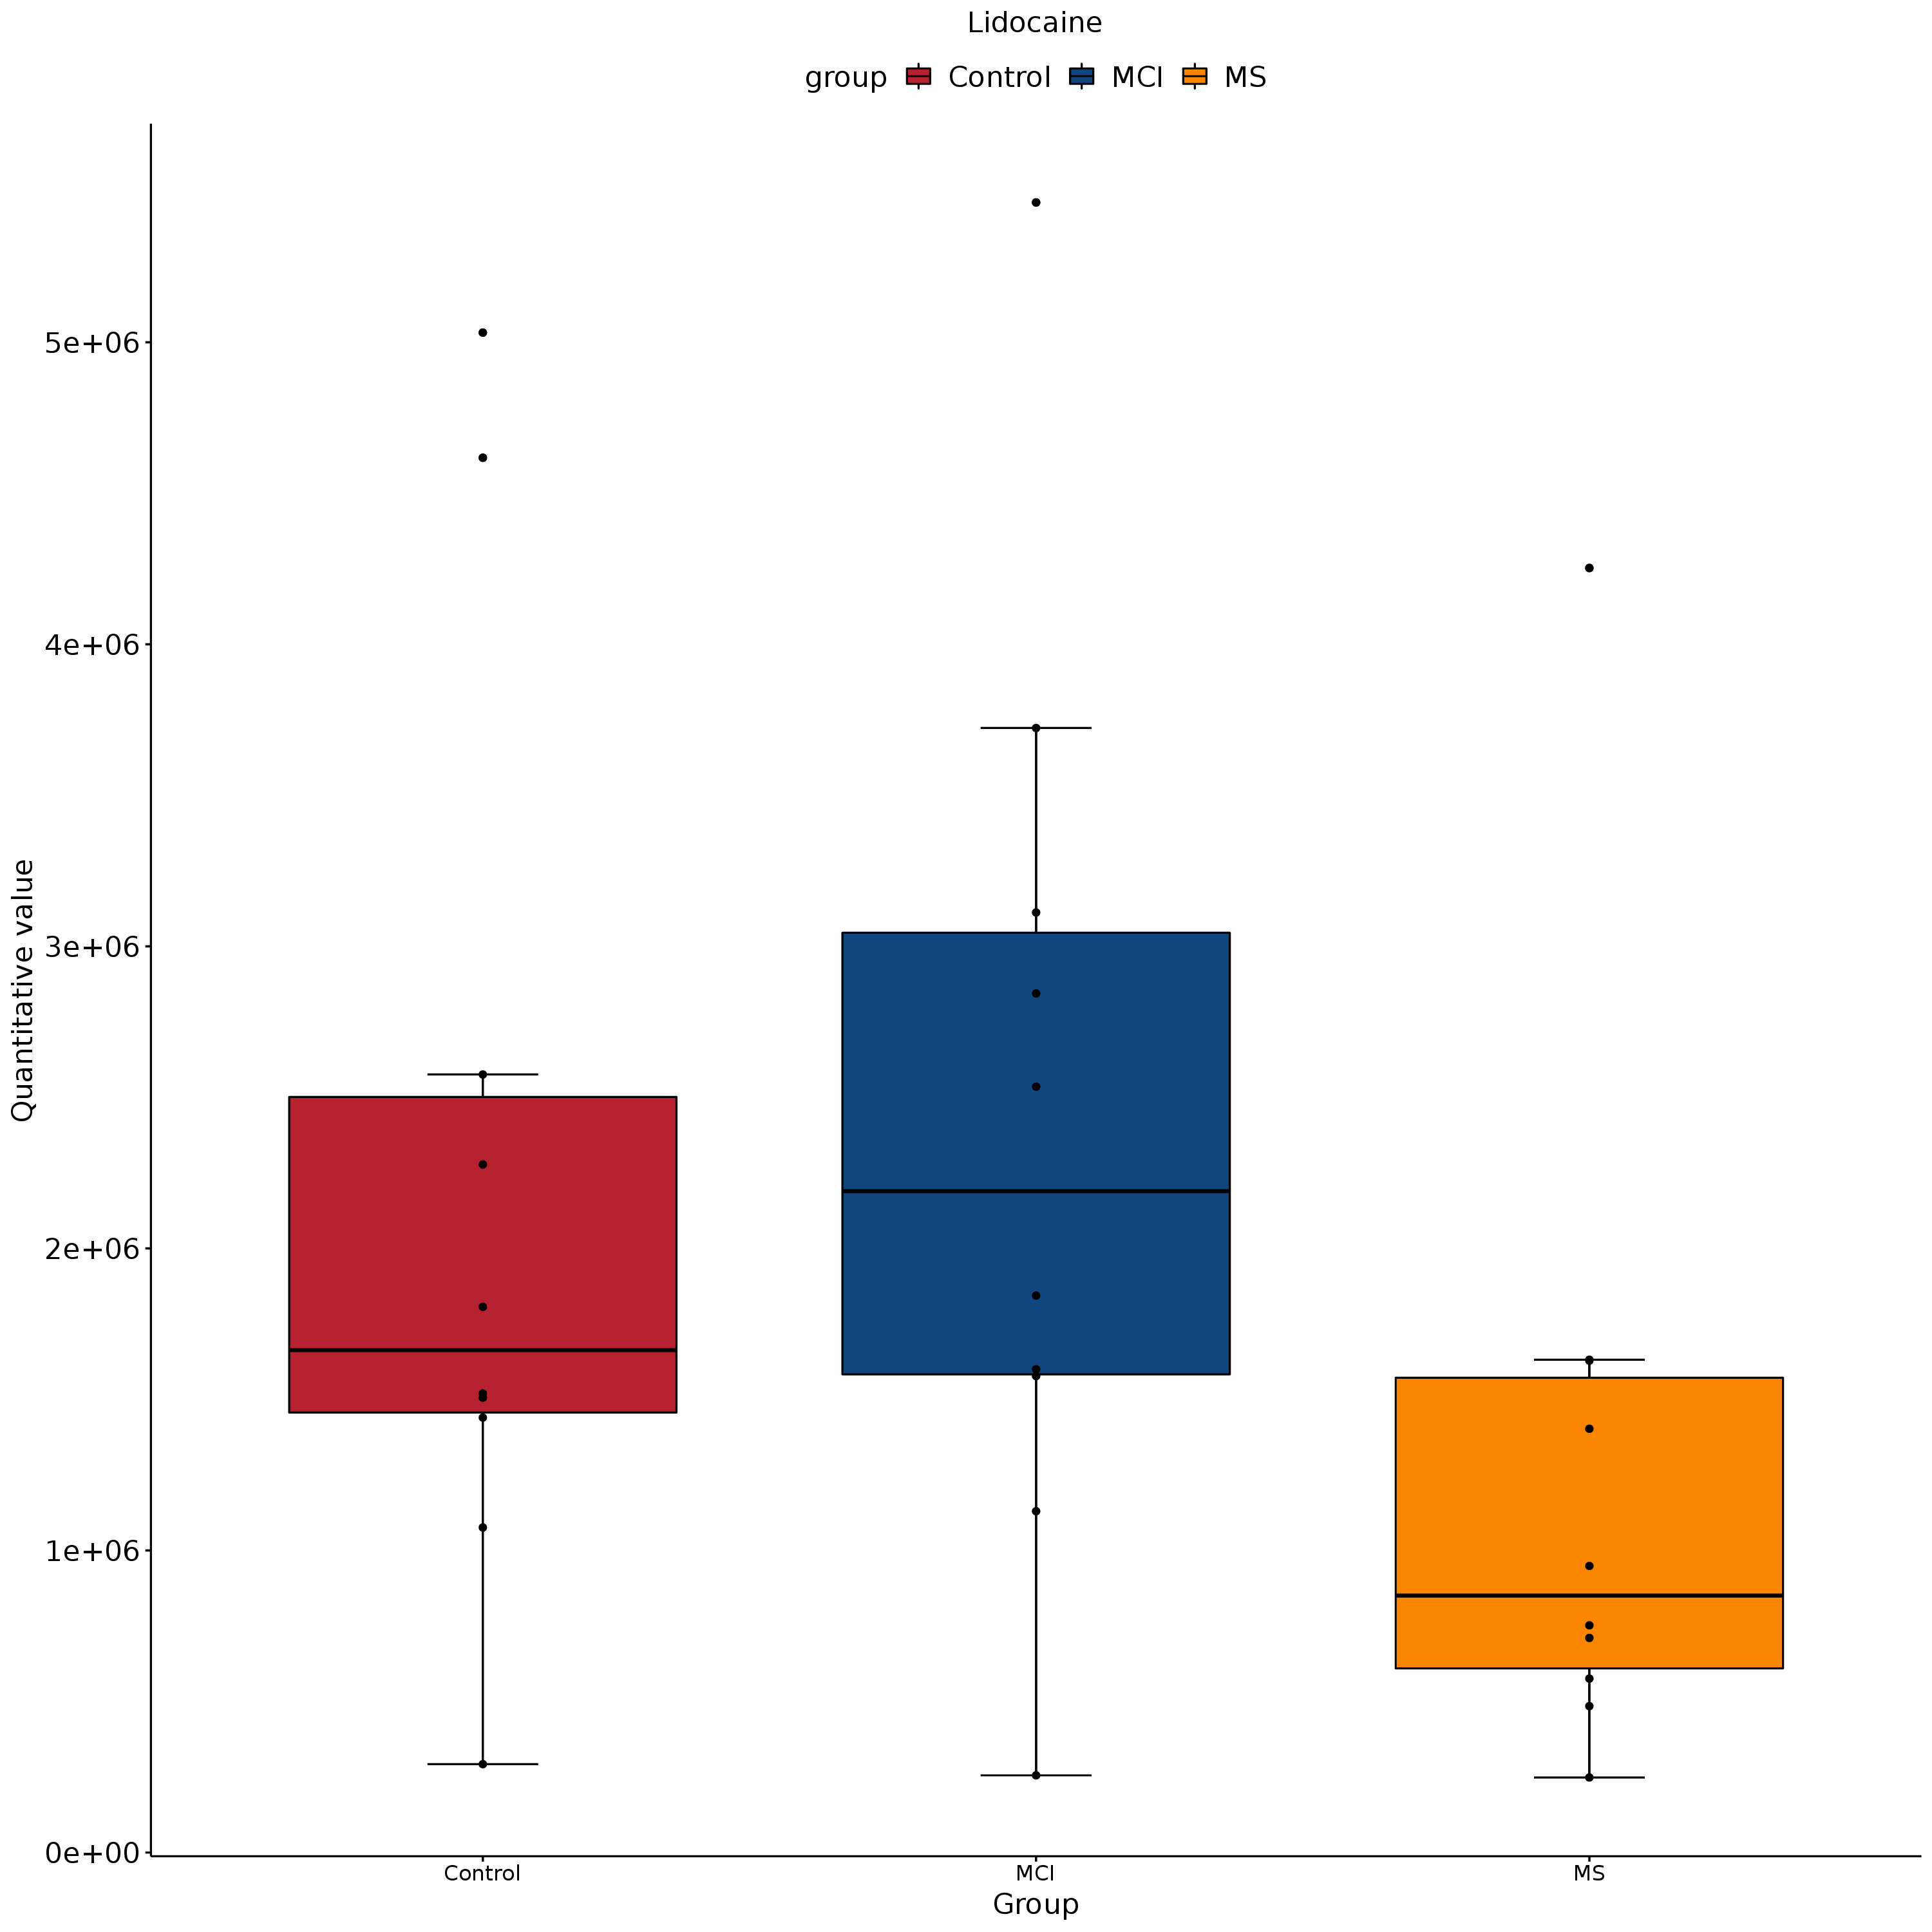 Lidocaine
group Control MCI MS
Quantitative value
5e+06
4e+06
3e+06
2e+06
1e+06
0e+00
Control MCI MS
Group